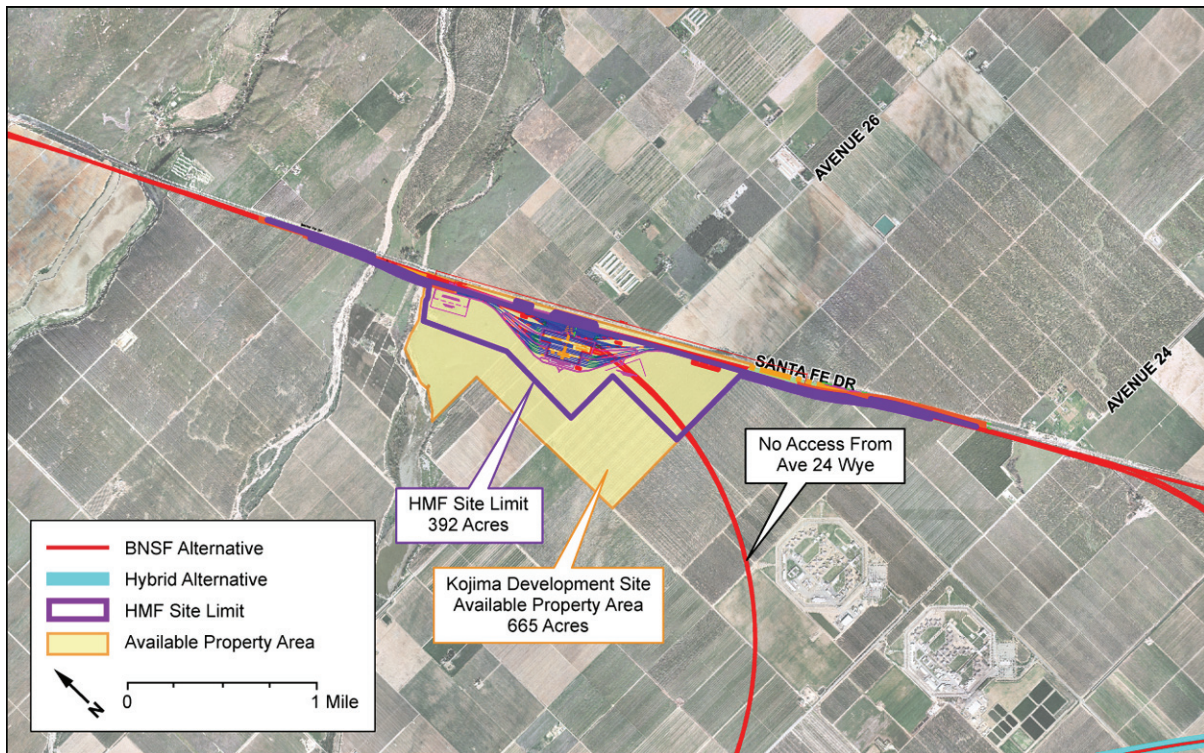 AVENUE 26
SANTA FE DR
AVENUE 24
No Access From
Ave 24 Wye
HMF Site Limit
392 Acres
Kojima Development Site
Available Property Area
665 Acres
BNSF Alternative
Hybrid Alternative
HMF Site Limit
Available Property Area
N
0
1 Mile